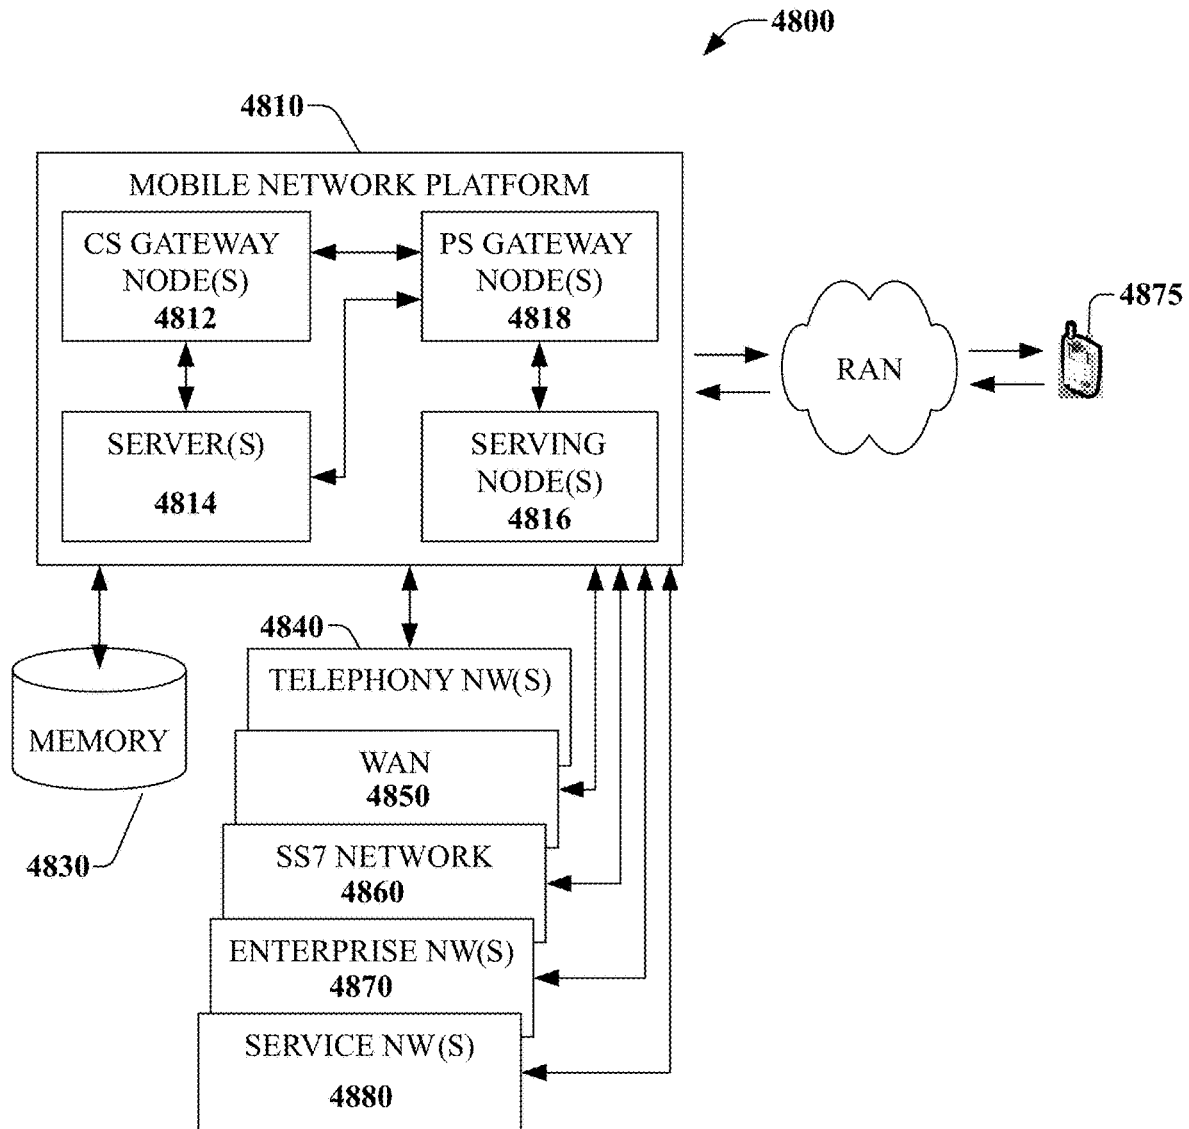 4800
4810
MOBILE NETWORK PLATFORM
CS GATEWAY
NODE(S)
4812
PS GATEWAY
NODE(S)
4818
SERVER(S)
4814
SERVING
NODE(S)
4816
RAN
4875
MEMORY
4830
4840
TELEPHONY NW(S)
WAN
4850
SS7 NETWORK
4860
ENTERPRISE NW(S)
4870
SERVICE NW(S)
4880